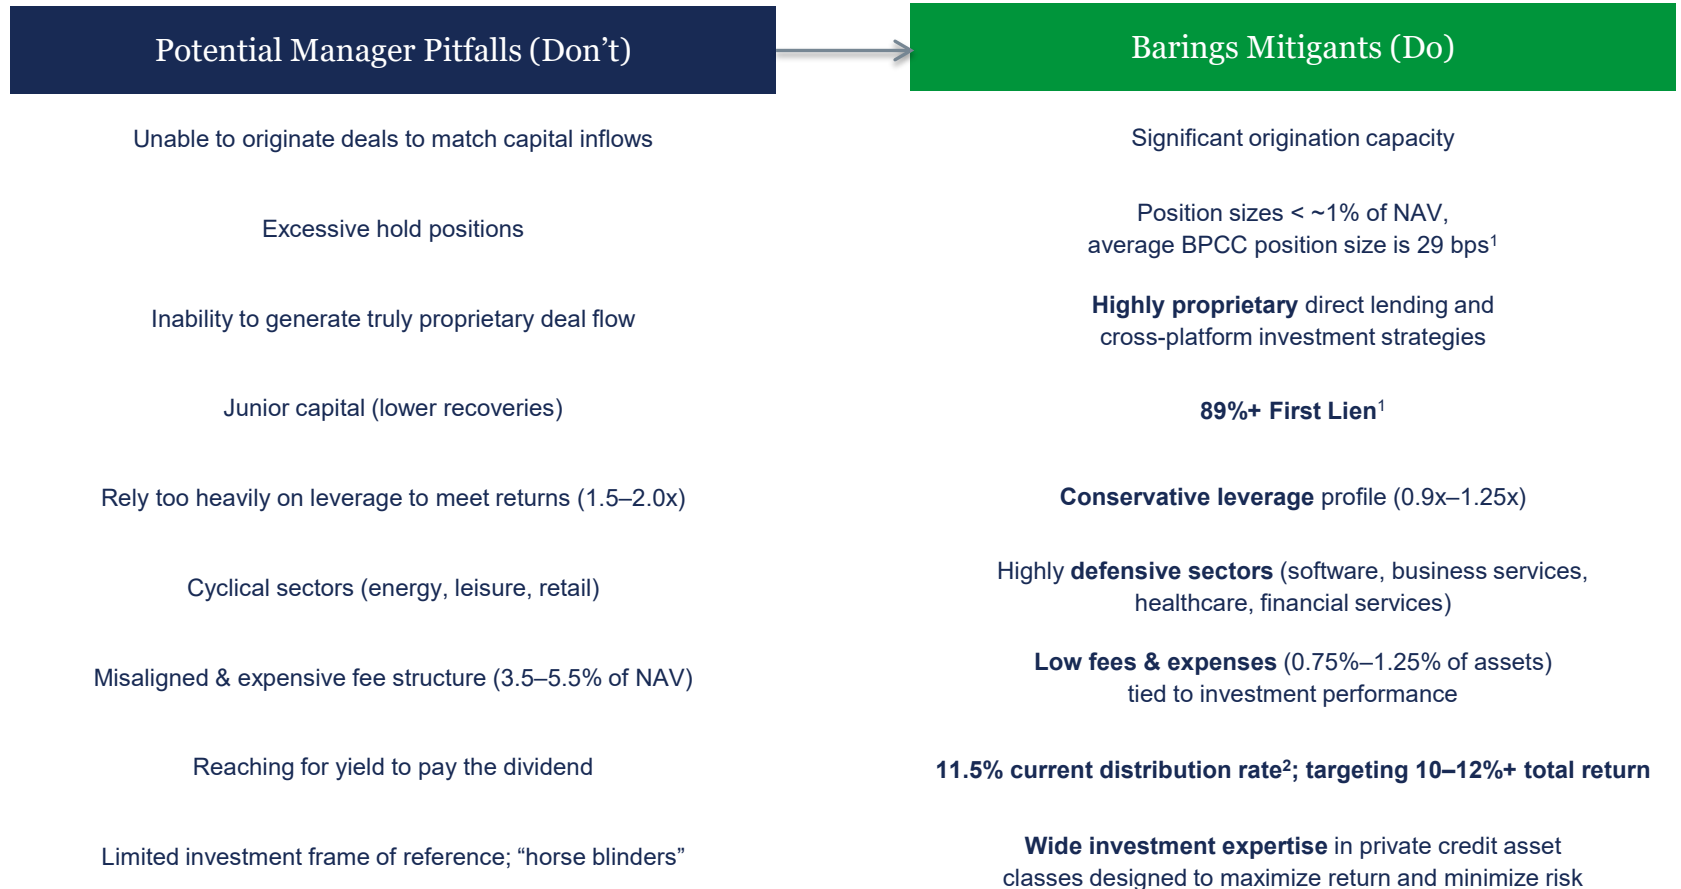 Potential Manager Pitfalls (Don’t)
Barings Mitigants (Do)
Unable to originate deals to match capital inflows
Significant origination capacity
Excessive hold positions
Position sizes < ~1% of NAV,
average BPCC position size is 29 bps¹
Inability to generate truly proprietary deal flow
Highly proprietary direct lending and
cross-platform investment strategies
Junior capital (lower recoveries)
89%+ First Lien¹
Rely too heavily on leverage to meet returns (1.5–2.0x)
Conservative leverage profile (0.9x–1.25x)
Cyclical sectors (energy, leisure, retail)
Highly defensive sectors (software, business services,
healthcare, financial services)
Misaligned & expensive fee structure (3.5–5.5% of NAV)
Low fees & expenses (0.75%–1.25% of assets)
tied to investment performance
Reaching for yield to pay the dividend
11.5% current distribution rate²; targeting 10–12%+ total return
Limited investment frame of reference; “horse blinders”
Wide investment expertise in private credit asset
classes designed to maximize return and minimize risk